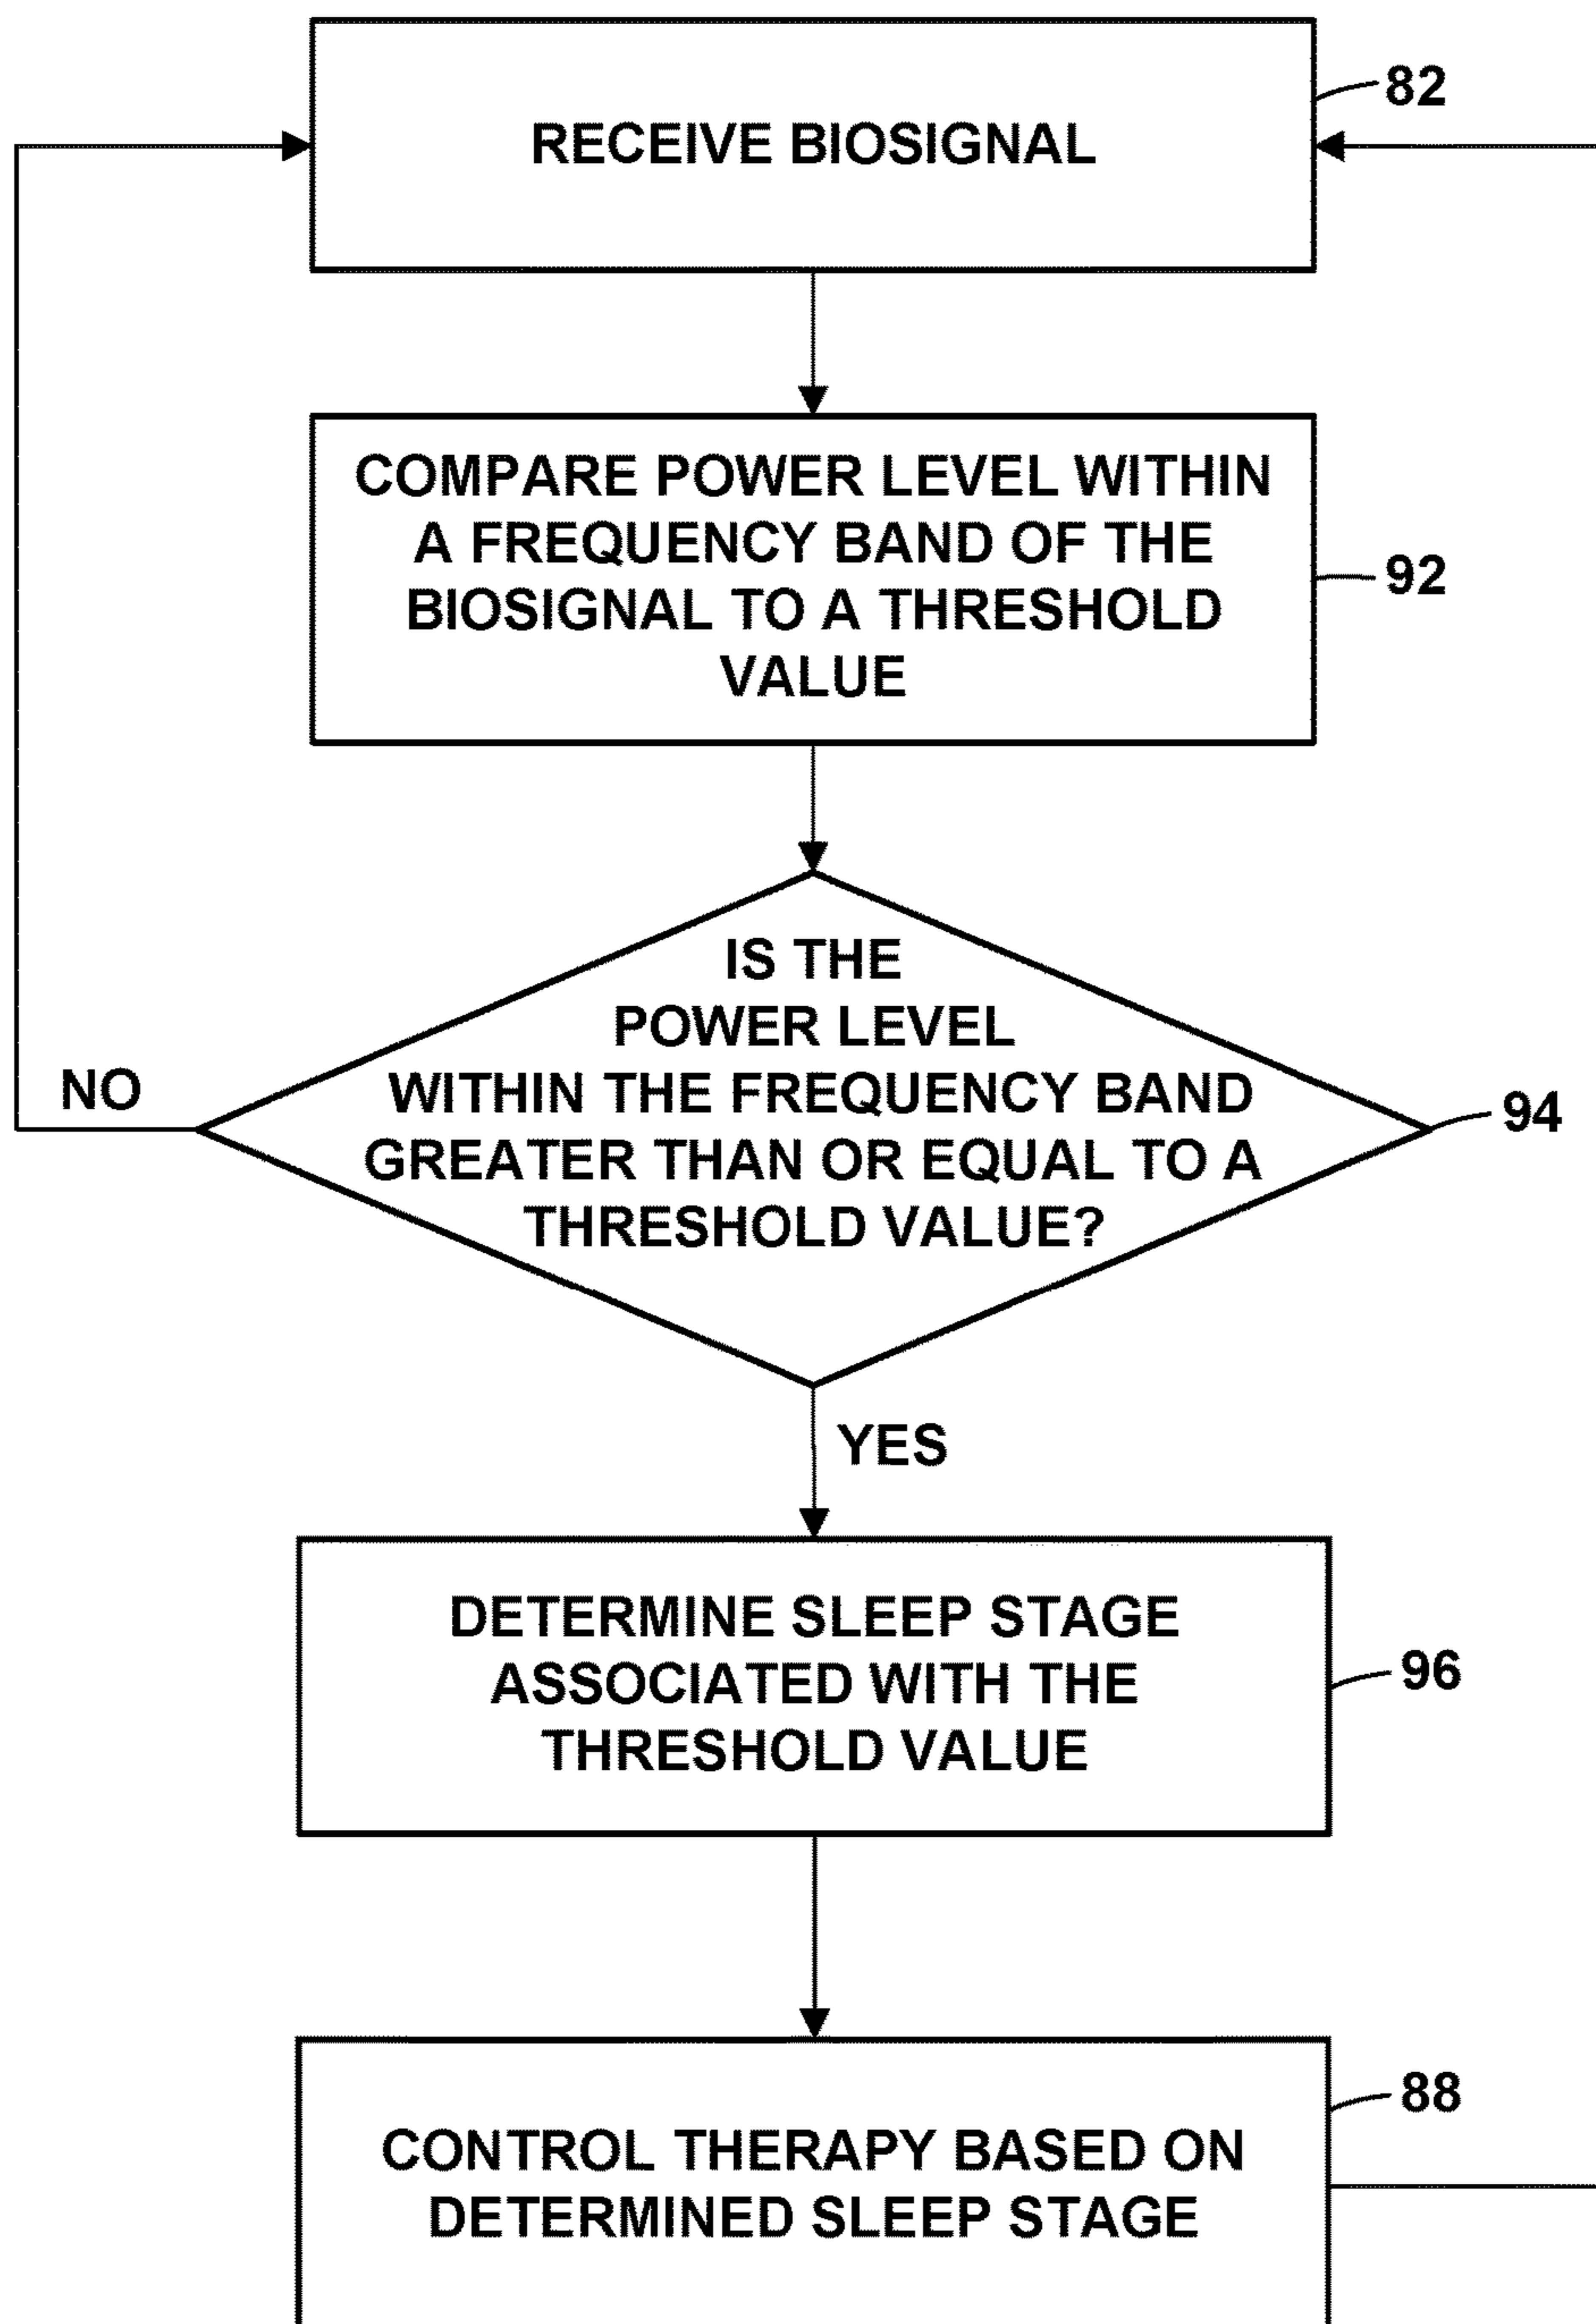 RECEIVE BIOSIGNAL
82
COMPARE POWER LEVEL WITHIN
A FREQUENCY BAND OF THE
BIOSIGNAL TO A THRESHOLD
VALUE
92
IS THE
POWER LEVEL
WITHIN THE FREQUENCY BAND
GREATER THAN OR EQUAL TO A
THRESHOLD VALUE?
94
NO
YES
DETERMINE SLEEP STAGE
ASSOCIATED WITH THE
THRESHOLD VALUE
96
CONTROL THERAPY BASED ON
DETERMINED SLEEP STAGE
88